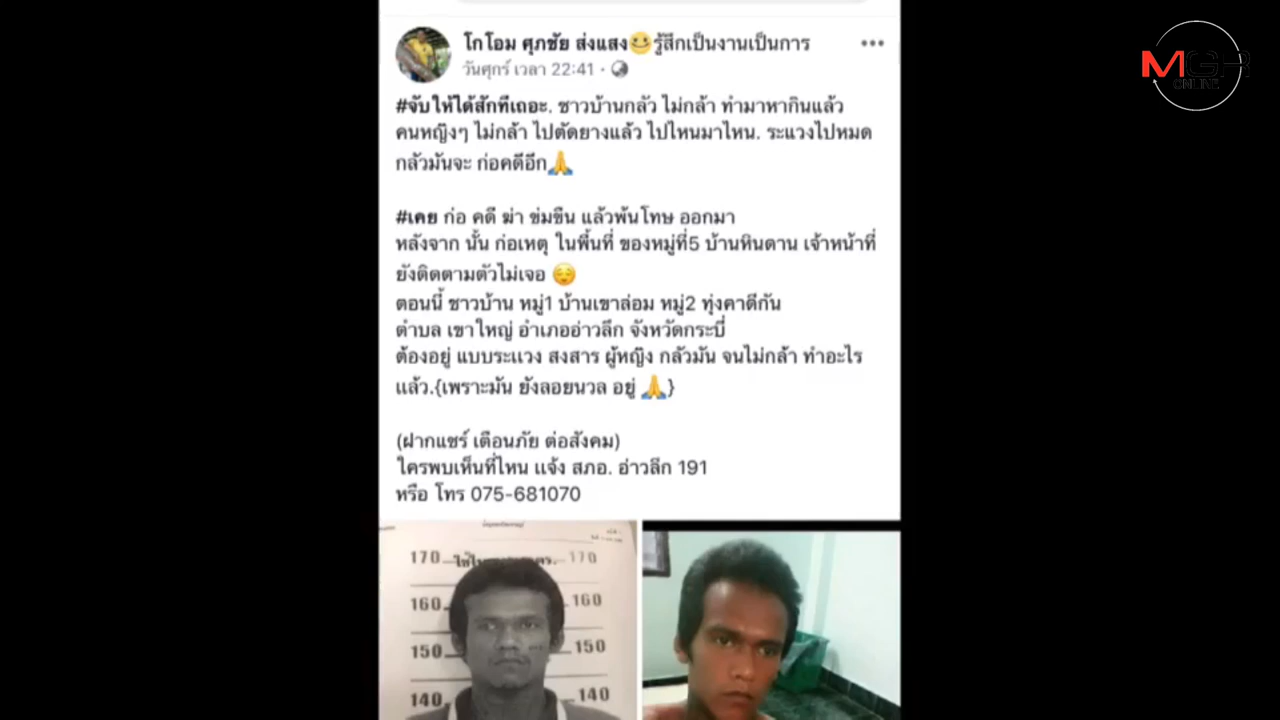 โกโอม ศุภชัย ส่งแสง😃รู้สึกเป็นงานเป็นการ
วันศุกร์ เวลา 22:41 ·
MGR
ONLINE
#จับให้ได้สักทีเถอะ. ชาวบ้านกลัว ไม่กล้า ทำมาหากินแล้ว
คนหญิงๆ ไม่กล้า ไปตัดยางแล้ว ไปไหนมาไหน. ระแวงไปหมด
กลัวมันจะ ก่อคดีอีก🙏
#เคย ก่อ คดี ฆ่า ข่มขืน แล้วพ้นโทษ ออกมา
หลังจาก นั้น ก่อเหตุ ในพื้นที่ ของหมู่ที่5 บ้านหินดาน เจ้าหน้าที่
ยังติดตามตัวไม่เจอ 😌
ตอนนี้ ชาวบ้าน หมู่1 บ้านเขาล่อม หมู่2 ทุ่งคาดีกัน
ตำบล เขาใหญ่ อำเภออ่าวลึก จังหวัดกระบี่
ต้องอยู่ แบบระแวง สงสาร ผู้หญิง กลัวมัน จนไม่กล้า ทำอะไร
แล้ว.{เพราะมัน ยังลอยนวล อยู่ 🙏}
(ฝากแชร์ เตือนภัย ต่อสังคม)
ใครพบเห็นที่ไหน แจ้ง สภอ. อ่าวลึก 191
หรือ โทร 075-681070
170 170
160 160
150 150
140 140